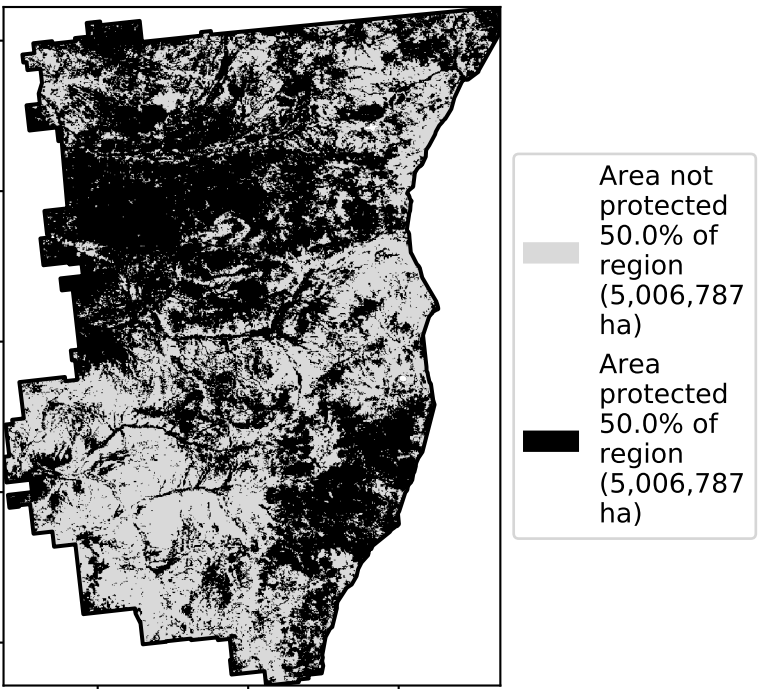 Area not
protected
50.0% of
region
(5,006,787
ha)
Area
protected
50.0% of
region
(5,006,787
ha)